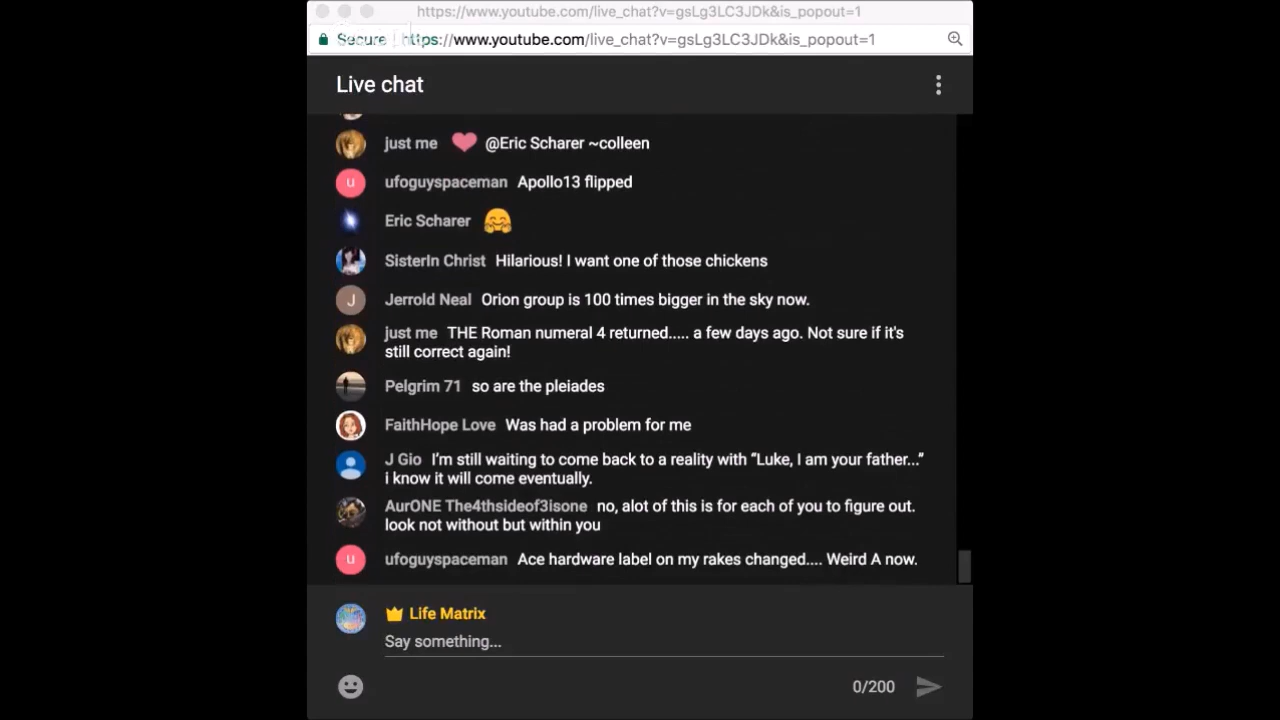 https://www.youtube.com/live_chat?v=gsLg3LC3JDk&is_popout=1
Secure https://www.youtube.com/live_chat?v=gsLg3LC3JDk&is_popout=1
Live chat
just me @Eric Scharer ~colleen
u ufoguyspaceman Apollo13 flipped
Eric Scharer
SisterIn Christ Hilarious! I want one of those chickens
J Jerrold Neal Orion group is 100 times bigger in the sky now.
just me THE Roman numeral 4 returned..... a few days ago. Not sure if it's
still correct again!
Pelgrim 71 so are the pleiades
FaithHope Love Was had a problem for me
J Gio I’m still waiting to come back to a reality with “Luke, I am your father...”
i know it will come eventually.
AurONE The4thsideof3isone no, alot of this is for each of you to figure out.
look not without but within you
u ufoguyspaceman Ace hardware label on my rakes changed.... Weird A now.
Life Matrix
Say something...
0/200